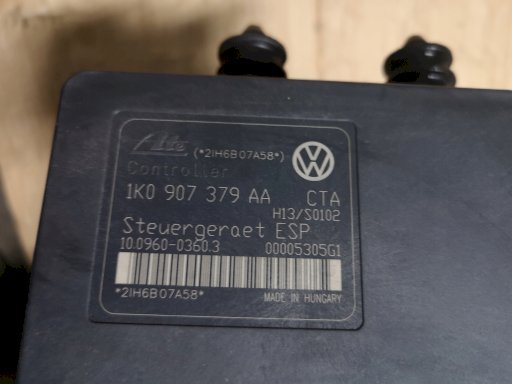 Ate (*2IH6B07A58*)
Controller
1K0 907 379 AA CTA
H13/S0102
Steuergeraet ESP
10.0960-0360.3 00005305G1
*2IH6B07A58*
MADE IN HUNGARY